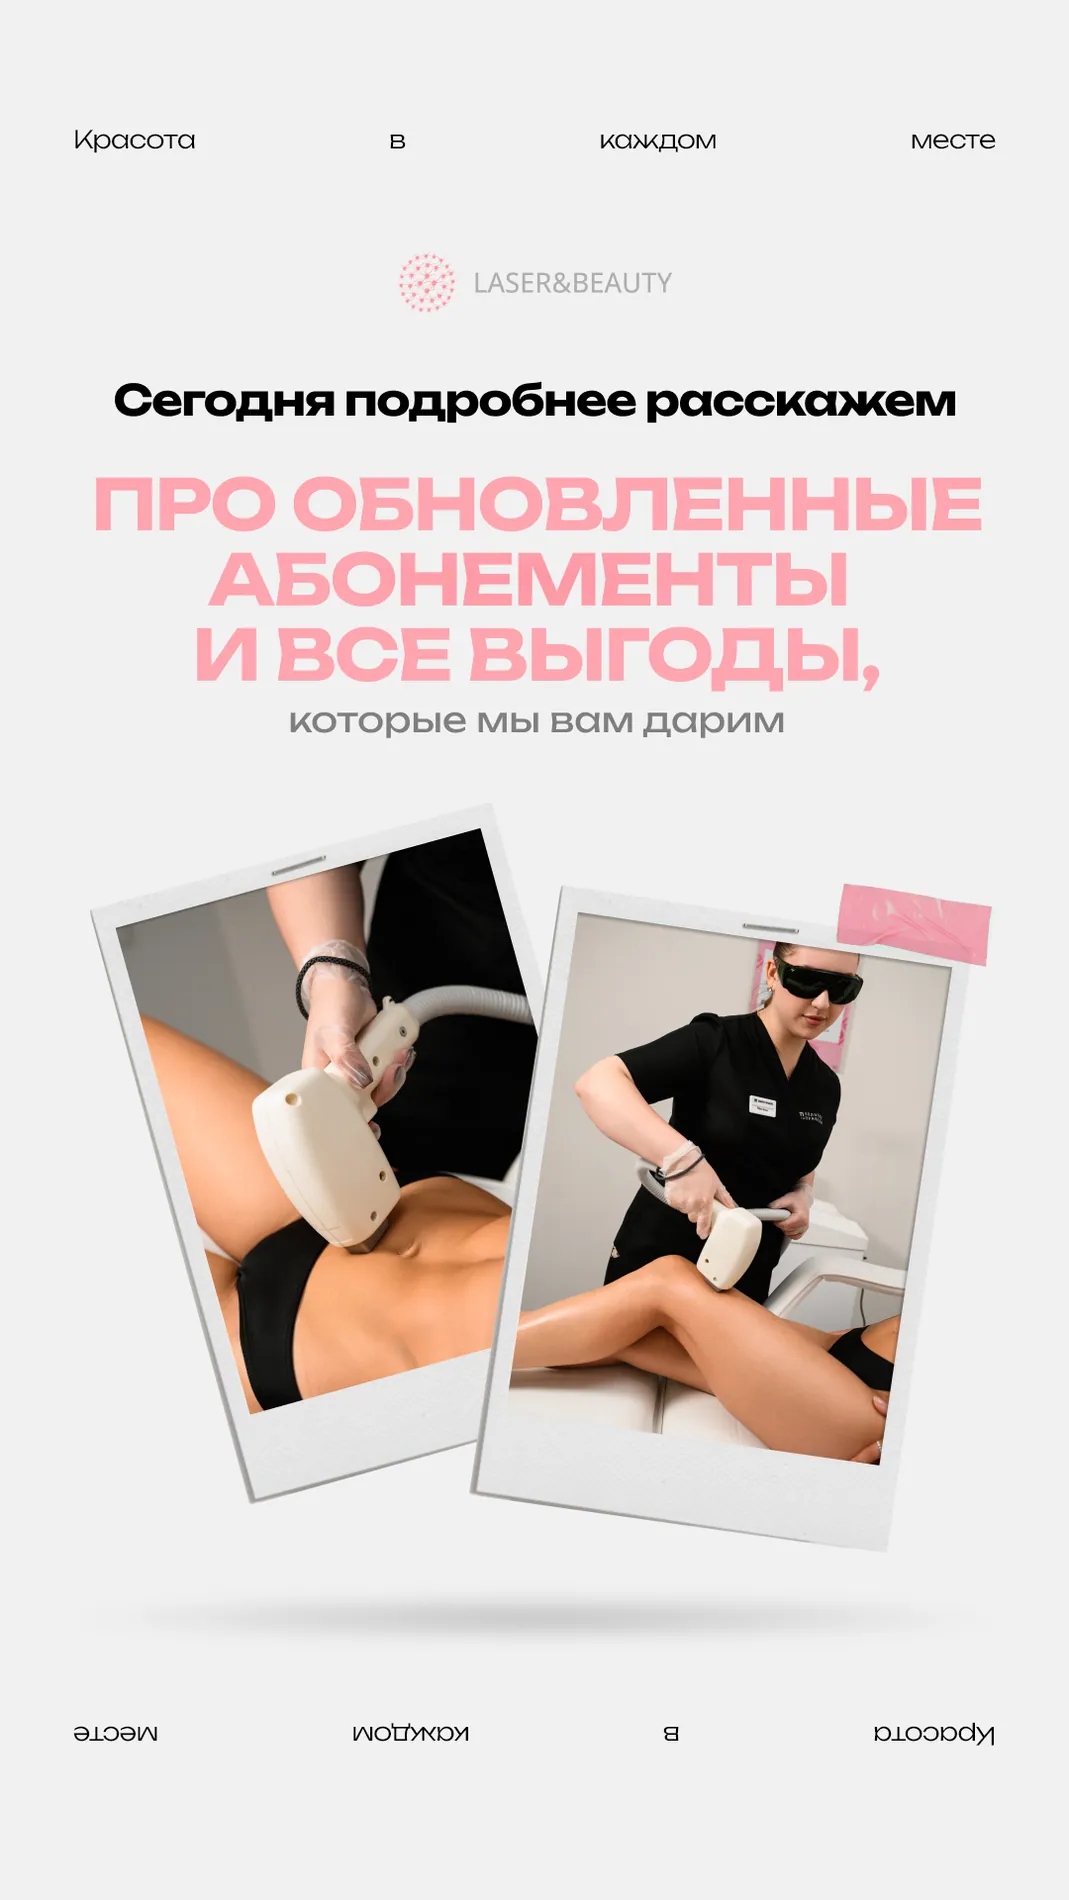 Красота в каждом месте
LASER&BEAUTY
Сегодня подробнее расскажем
ПРО ОБНОВЛЕННЫЕ
АБОНЕМЕНТЫ
И ВСЕ ВЫГОДЫ,
которые мы вам дарим
Красота в каждом месте